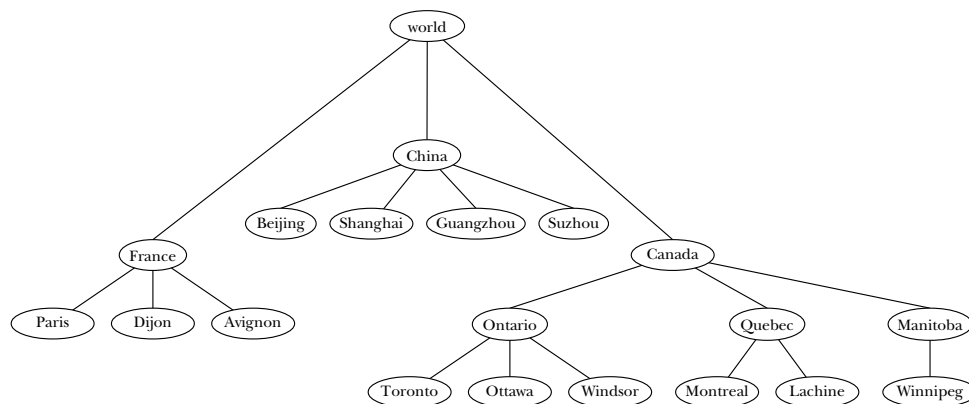 world
China
Beijing Shanghai Guangzhou Suzhou
France Canada
Paris Dijon Avignon Ontario Quebec Manitoba
Toronto Ottawa Windsor Montreal Lachine Winnipeg